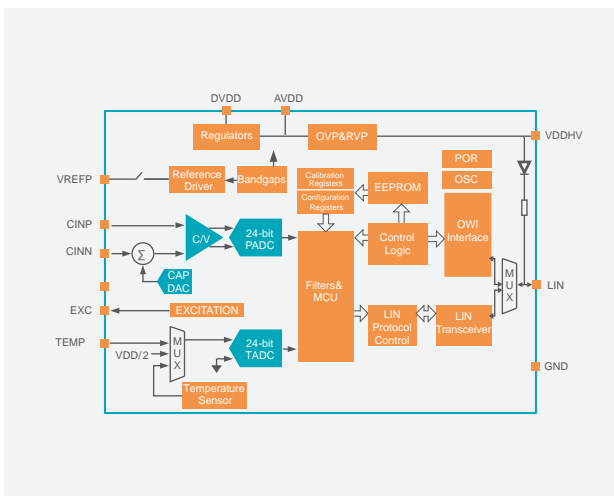 DVDD
AVDD
Regulators
OVP&RVP
VDDHV
POR
OSC
VREFP
Reference
Driver
Bandgaps
Calibration
Registers
Configuration
Registers
EEPROM
CINP
CINN
Σ
C/V
24-bit
PADC
CAP
DAC
Control
Logic
OWI
Interface
Filters&
MCU
M
U
X
LIN
EXC
EXCITATION
LIN
Protocol
Control
LIN
Transceiver
TEMP
VDD/2
M
U
X
24-bit
TADC
Temperature
Sensor
GND